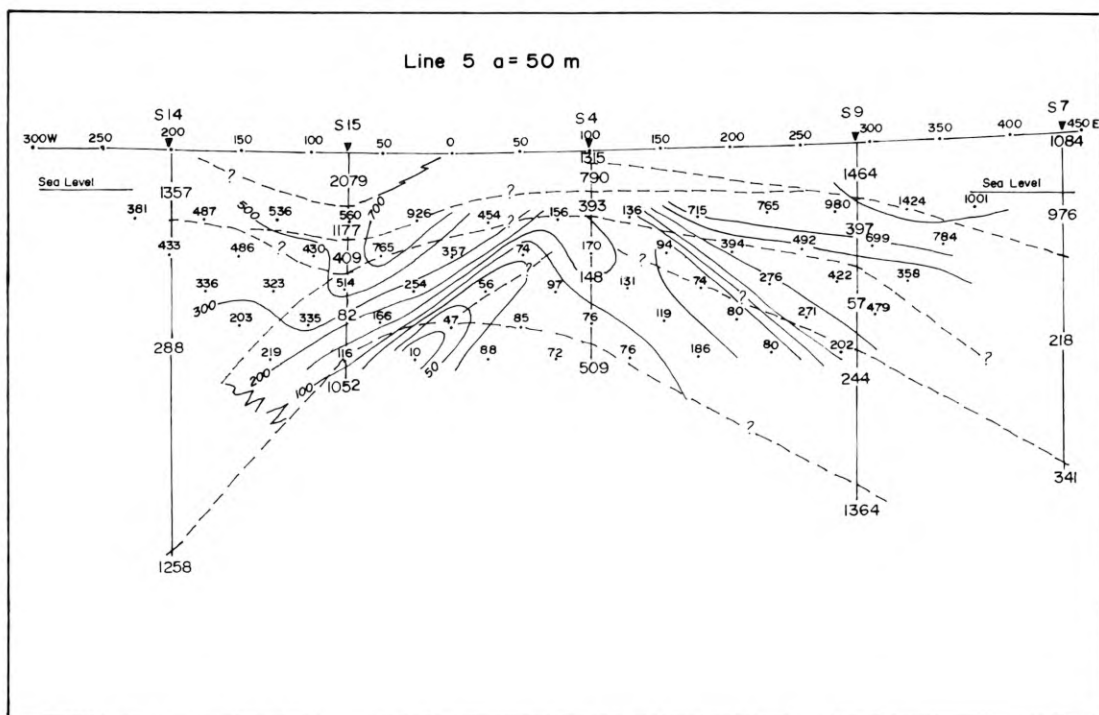 Line 5 a = 50 m
S14 S15 S4 S9 S7
300W 250 200 150 50 0 50 100 150 200 250 300 350 400 450 E
1315 1084
790
Sea Level 1357 2079 1464 Sea Level
381 487 500 536 560 700 926 454 156 393 136 715 765 980 1424 1001 976
1177 397 699
433 486 430 409 765 357 74 170 94 394 492 784
336 323 514 254 56 97 148 131 74 276 422 358
300 203 335 82 166 47 85 76 119 80 271 57 479
288 219 116 10 88 72 76 186 80 202 218
200 100 1052 50 509 244
? ? ? ? ? ? ? ? ? ?
341
1364
1258